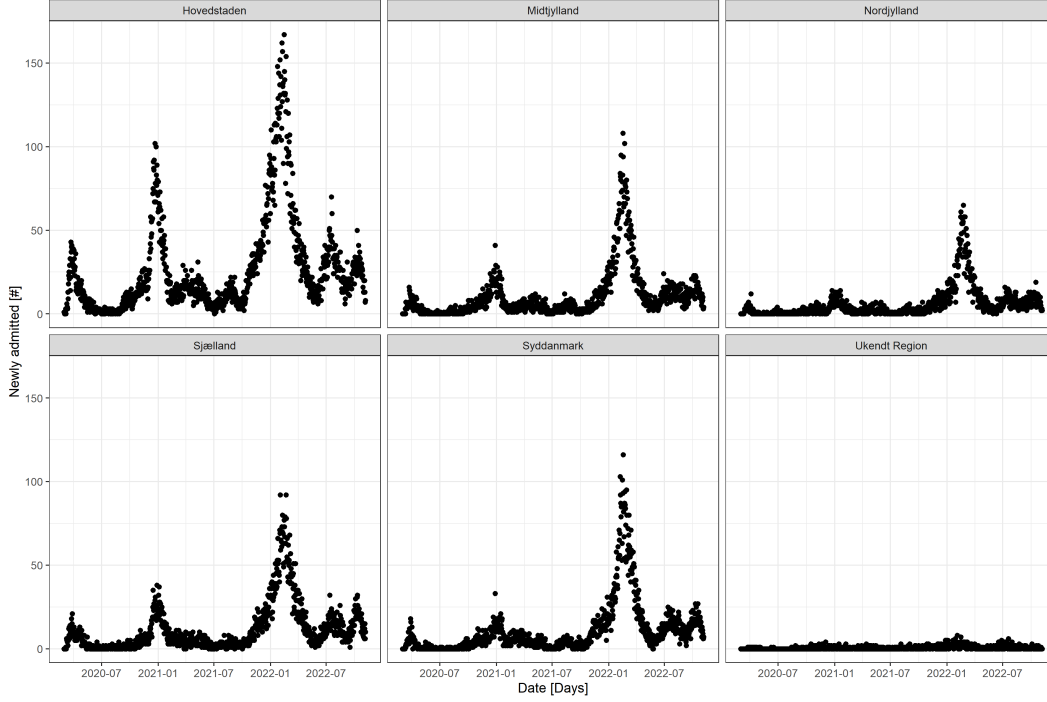 Hovedstaden
Midtjylland
Nordjylland
150
100
50
0
Newly admitted [#]
Sjælland
Syddanmark
Ukendt Region
150
100
50
0
2020-07 2021-01 2021-07 2022-01 2022-07
2020-07 2021-01 2021-07 2022-01 2022-07
2020-07 2021-01 2021-07 2022-01 2022-07
Date [Days]